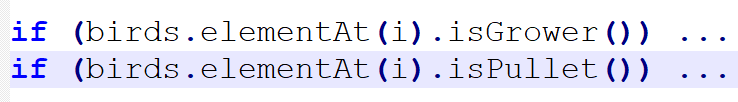 if (birds.elementAt(i).isGrower()) ...
if (birds.elementAt(i).isPullet()) ...